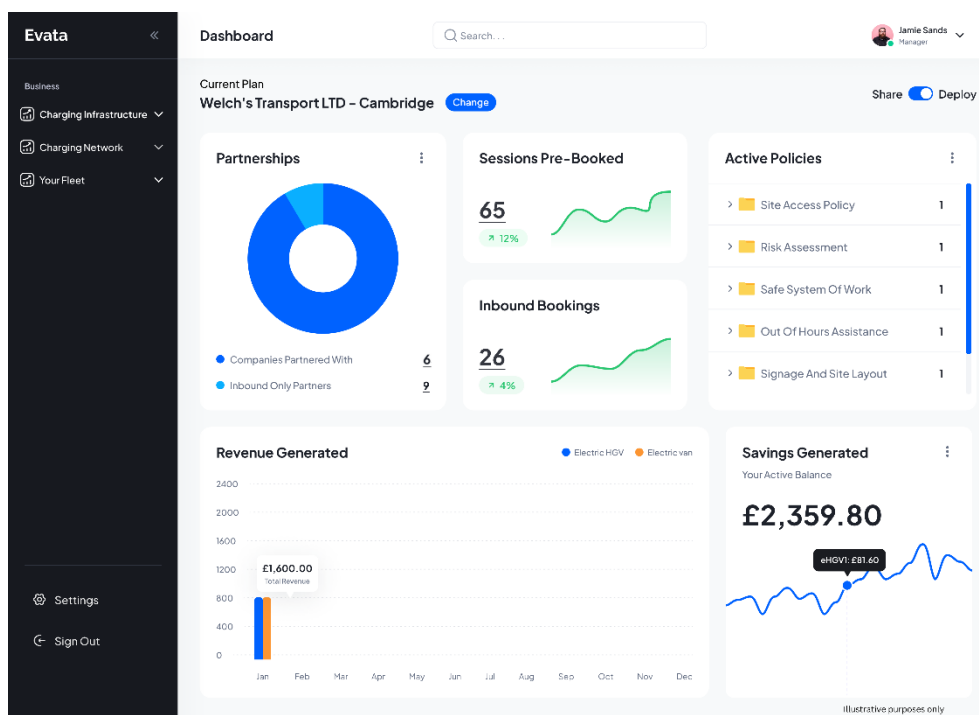 Evata
Dashboard
Search...
Jamie Sands
Manager
Business
Charging Infrastructure
Charging Network
Your Fleet
Settings
Sign Out
Current Plan
Welch's Transport LTD - Cambridge
Change
Share
Deploy
Partnerships
Companies Partnered With 6
Inbound Only Partners 9
Sessions Pre-Booked
65
12%
Inbound Bookings
26
4%
Active Policies
Site Access Policy 1
Risk Assessment 1
Safe System Of Work 1
Out Of Hours Assistance 1
Signage And Site Layout 1
Revenue Generated
Electric HGV
Electric van
2400
2000
1600
1200
800
400
0
£1,600.00
Total Revenue
Jan Feb Mar Apr May Jun Jul Aug Sep Oct Nov Dec
Savings Generated
Your Active Balance
£2,359.80
eHGV1: £81.60
Illustrative purposes only